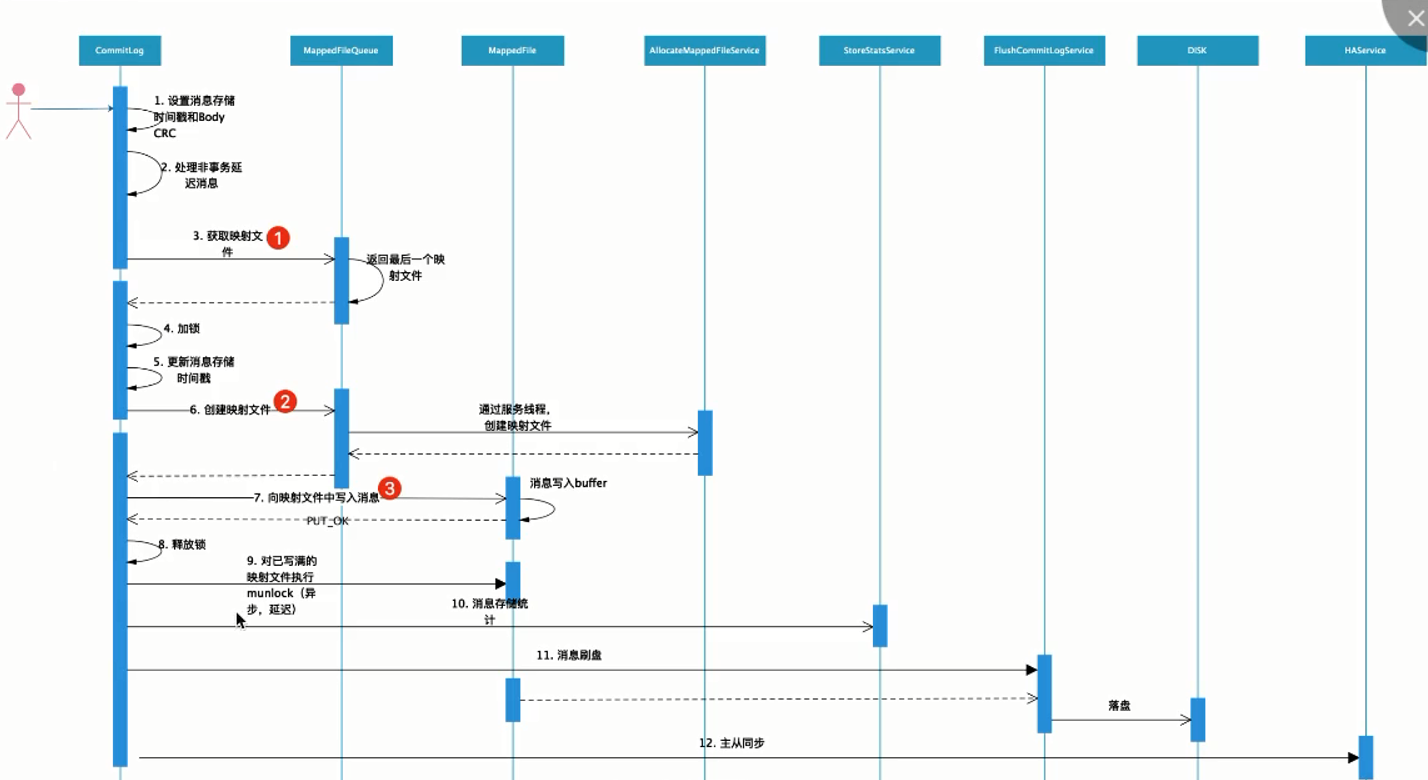 CommitLog
MappedFileQueue
MappedFile
AllocateMappedFileService
StoreStatsService
FlushCommitLogService
DISK
HAService
1. 设置消息存储
时间戳和Body
CRC
2. 处理非事务延
迟消息
3. 获取映射文
件
1
返回最后一个映
射文件
4. 加锁
5. 更新消息存储
时间戳
6. 创建映射文件
2
通过服务线程,
创建映射文件
7. 向映射文件中写入消息
3
消息写入buffer
PUT_OK
8. 释放锁
9. 对已写满的
映射文件执行
munlock（异
步，延迟）
10. 消息存储统
计
11. 消息刷盘
落盘
12. 主从同步